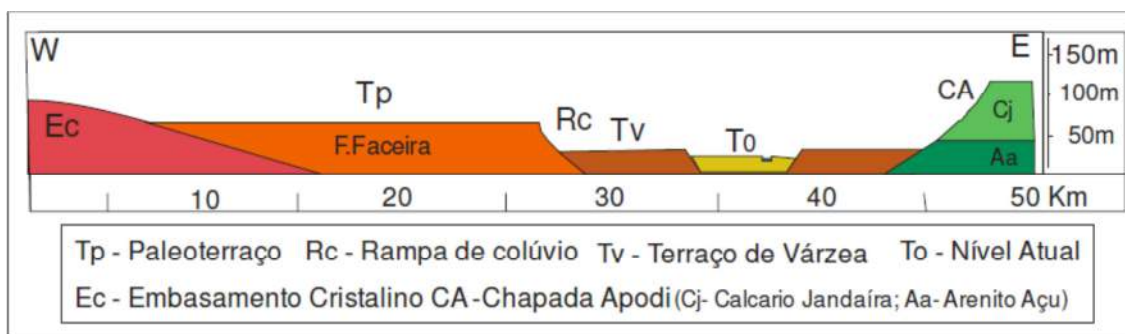 W E
150m
Tp CA 100m
Ec Rc Tv T0 Cj
F.Faceira 50m
Aa
10 20 30 40 50 Km
Tp - Paleoterraço Rc - Rampa de colúvio Tv - Terraço de Várzea To - Nível Atual
Ec - Embasamento Cristalino CA -Chapada Apodi (Cj- Calcario Jandaíra; Aa- Arenito Açu)